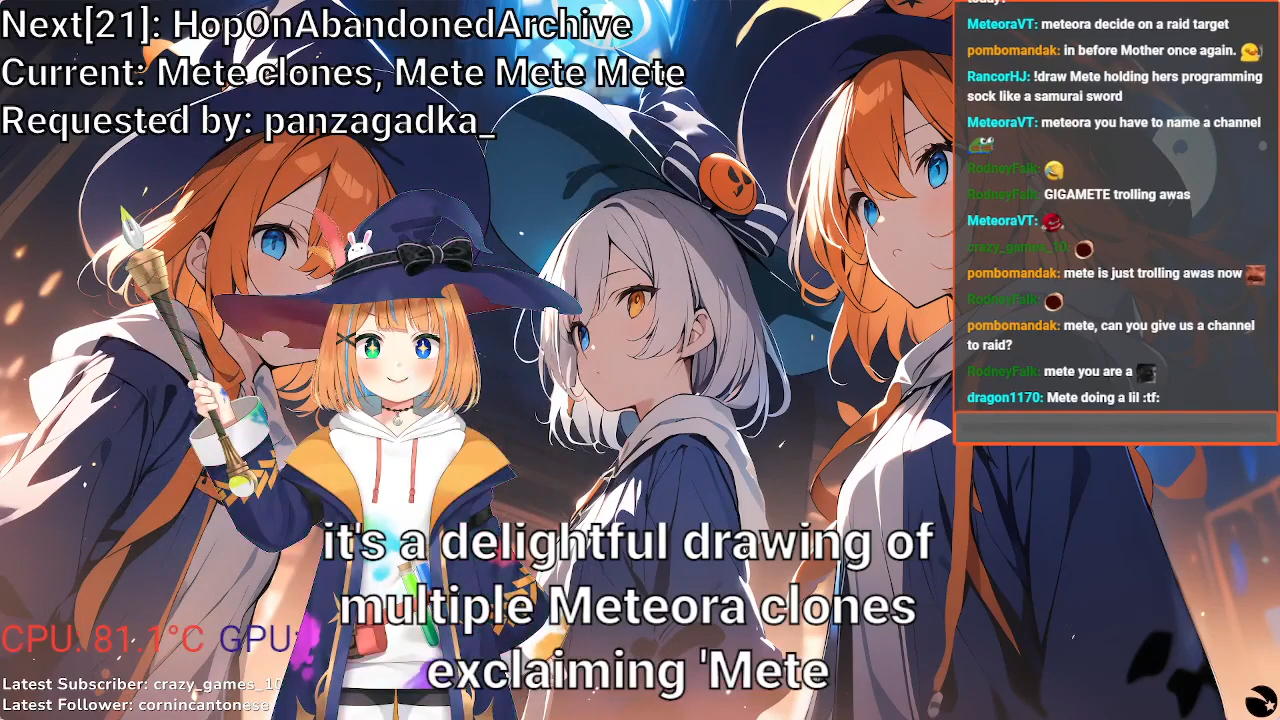 Next[21]: HopOnAbandonedArchive
Current: Mete clones, Mete Mete Mete
Requested by: panzagadka_
MeteoraVT: meteora decide on a raid target
pombomandak: in before Mother once again.
RancorHJ: !draw Mete holding hers programming
sock like a samurai sword
MeteoraVT: meteora you have to name a channel
RodneyFalk:
RodneyFalk: GIGAMETE trolling awas
MeteoraVT:
crazy_games_10:
pombomandak: mete is just trolling awas now
RodneyFalk:
pombomandak: mete, can you give us a channel
to raid?
RodneyFalk: mete you are a
dragon1170: Mete doing a lil :tf:
it's a delightful drawing of
multiple Meteora clones
exclaiming 'Mete
CPU: 81.1°C GPU:
Latest Subscriber: crazy_games_10
Latest Follower: cornincantonese